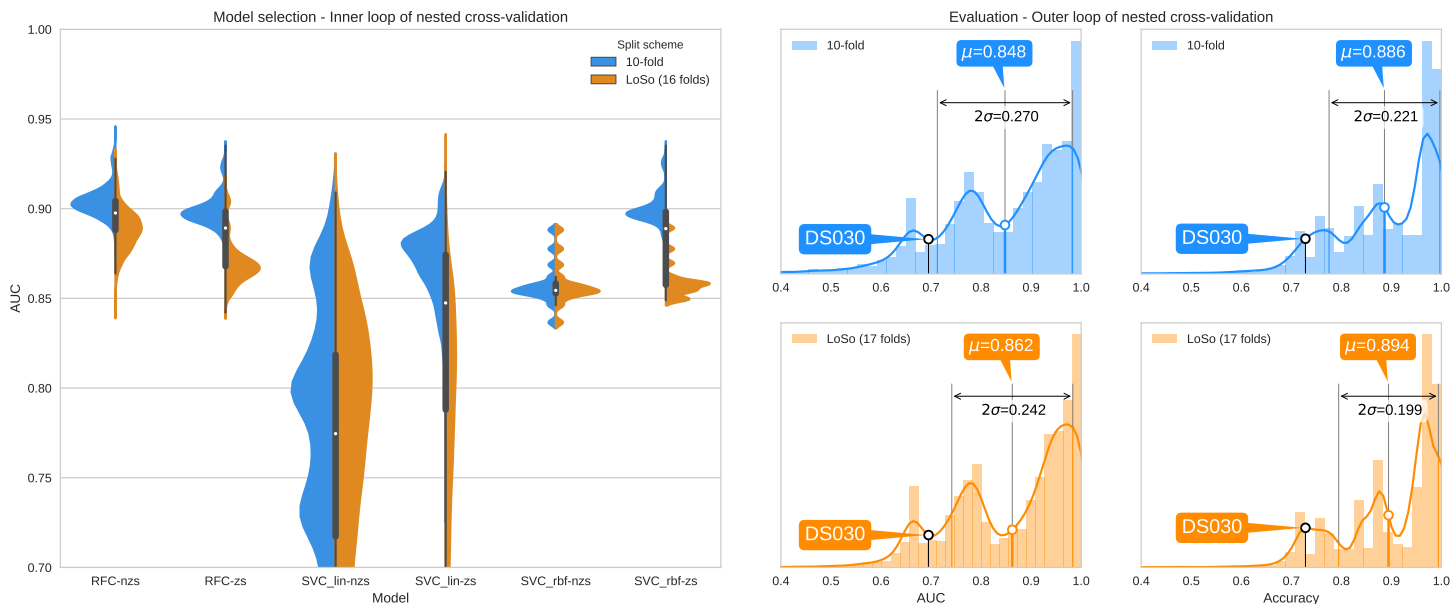 Model selection - Inner loop of nested cross-validation
1.00
0.95
0.90
0.85
0.80
0.75
0.70
AUC
Split scheme
10-fold
LoSo (16 folds)
RFC-nzs RFC-zs SVC_lin-nzs SVC_lin-zs SVC_rbf-nzs SVC_rbf-zs
Model
Evaluation - Outer loop of nested cross-validation
10-fold
μ=0.848
2σ=0.270
DS030
0.4 0.5 0.6 0.7 0.8 0.9 1.0
10-fold
μ=0.886
2σ=0.221
DS030
0.4 0.5 0.6 0.7 0.8 0.9 1.0
LoSo (17 folds)
μ=0.862
2σ=0.242
DS030
0.4 0.5 0.6 0.7 0.8 0.9 1.0
AUC
LoSo (17 folds)
μ=0.894
2σ=0.199
DS030
0.4 0.5 0.6 0.7 0.8 0.9 1.0
Accuracy